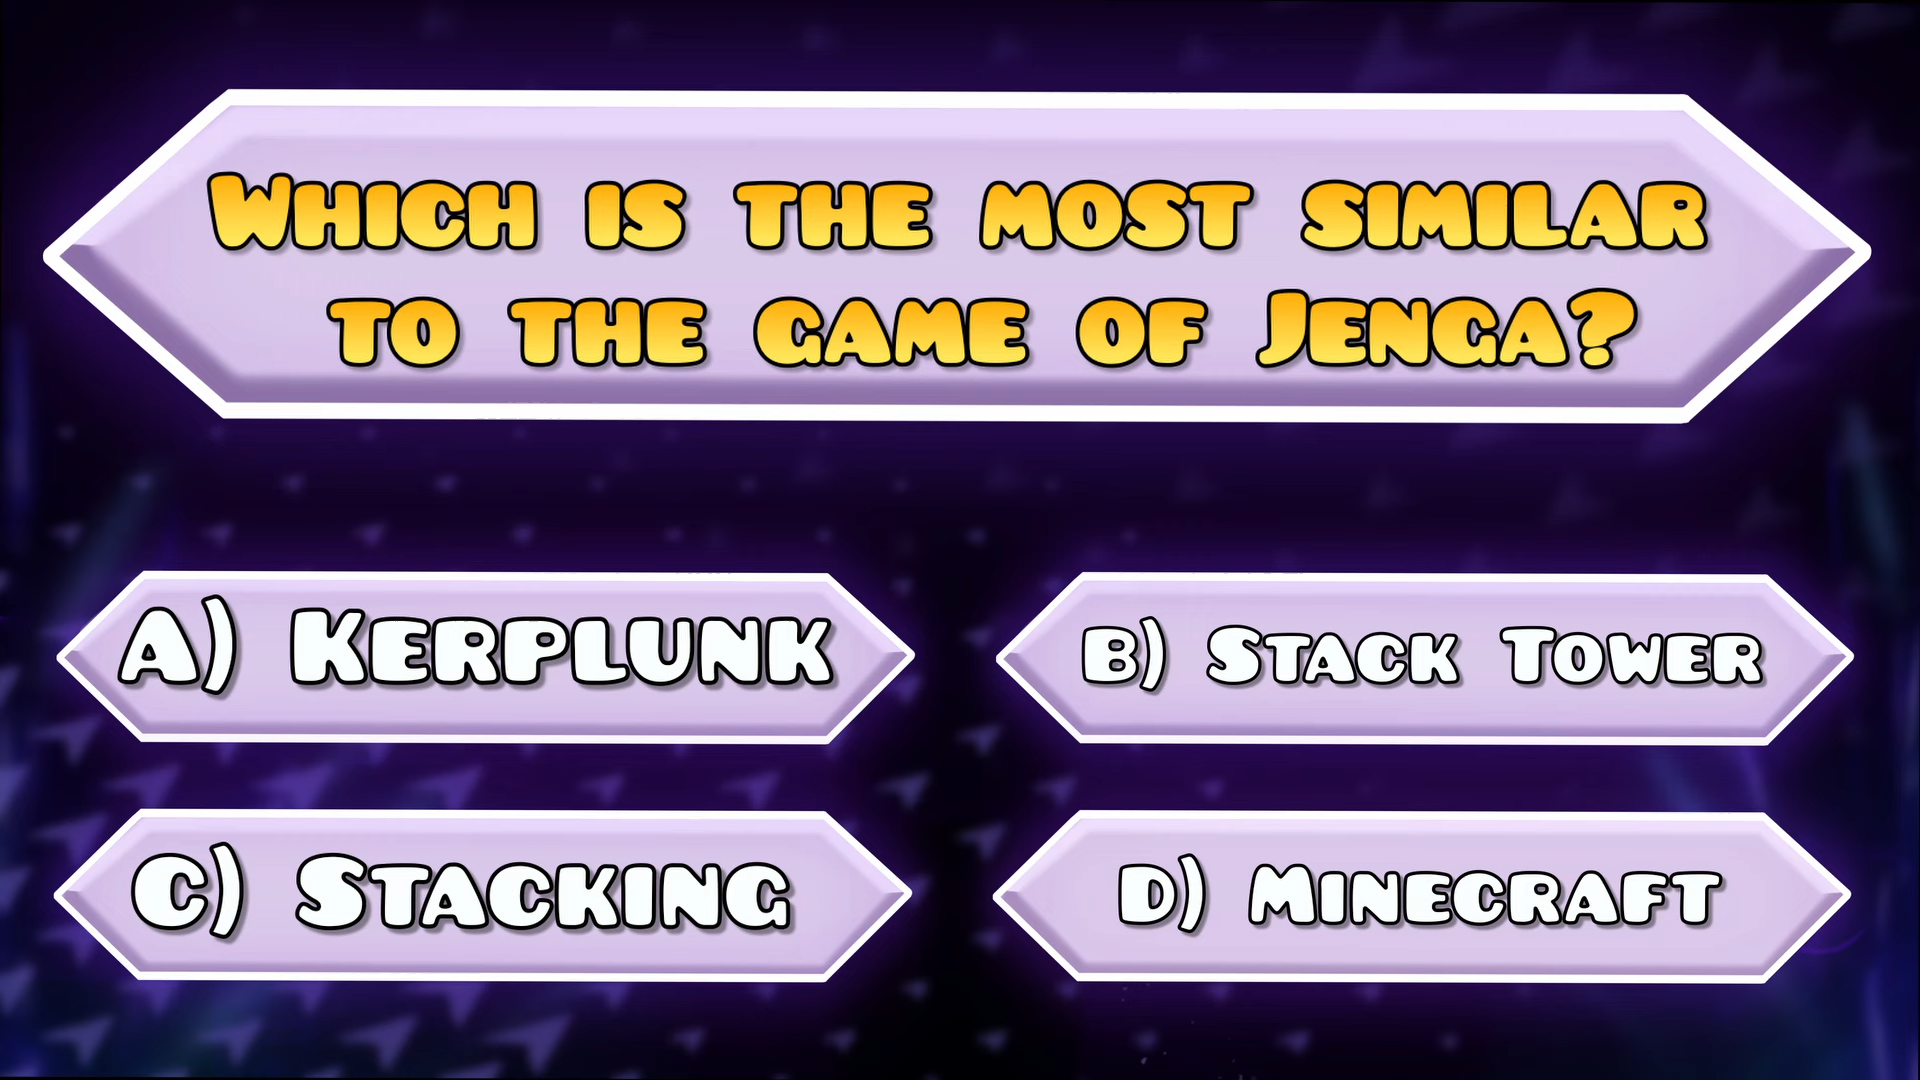 Which is the most similar
to the game of Jenga?
A) Kerplunk
B) Stack Tower
C) Stacking
D) Minecraft